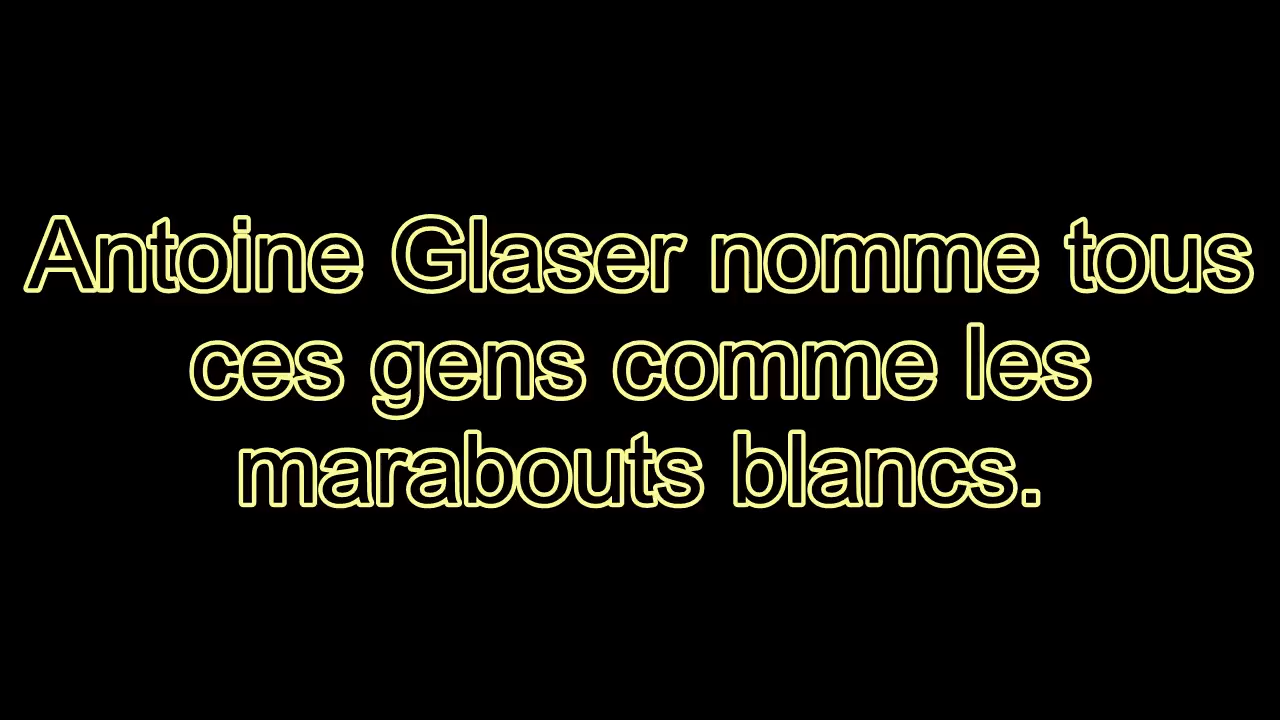 Antoine Glaser nomme tous
ces gens comme les
marabouts blancs.